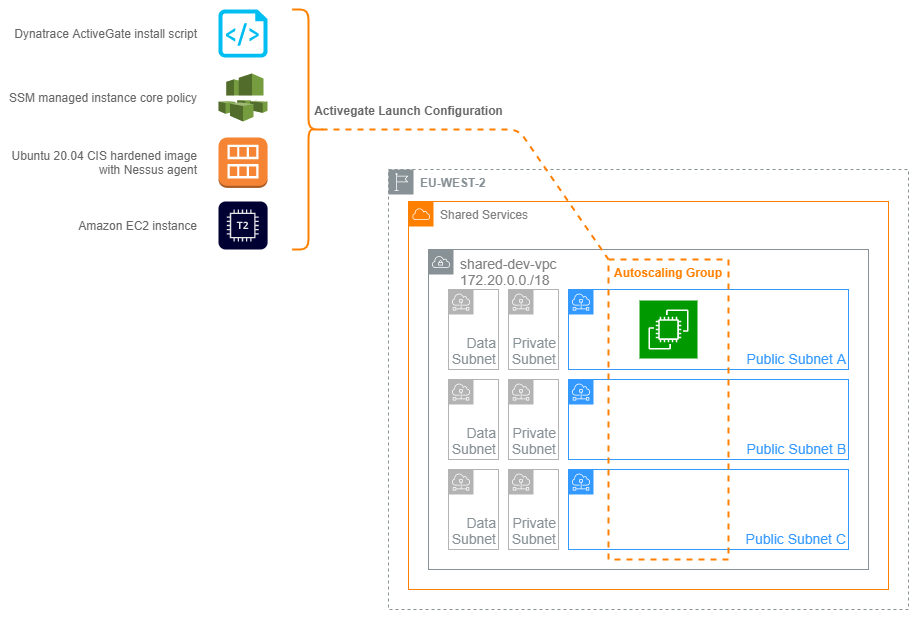 Dynatrace ActiveGate install script
SSM managed instance core policy
Activegate Launch Configuration
Ubuntu 20.04 CIS hardened image
with Nessus agent
Amazon EC2 instance
T2
EU-WEST-2
Shared Services
shared-dev-vpc
172.20.0.0./18
Autoscaling Group
Data
Subnet
Private
Subnet
Public Subnet A
Data
Subnet
Private
Subnet
Public Subnet B
Data
Subnet
Private
Subnet
Public Subnet C